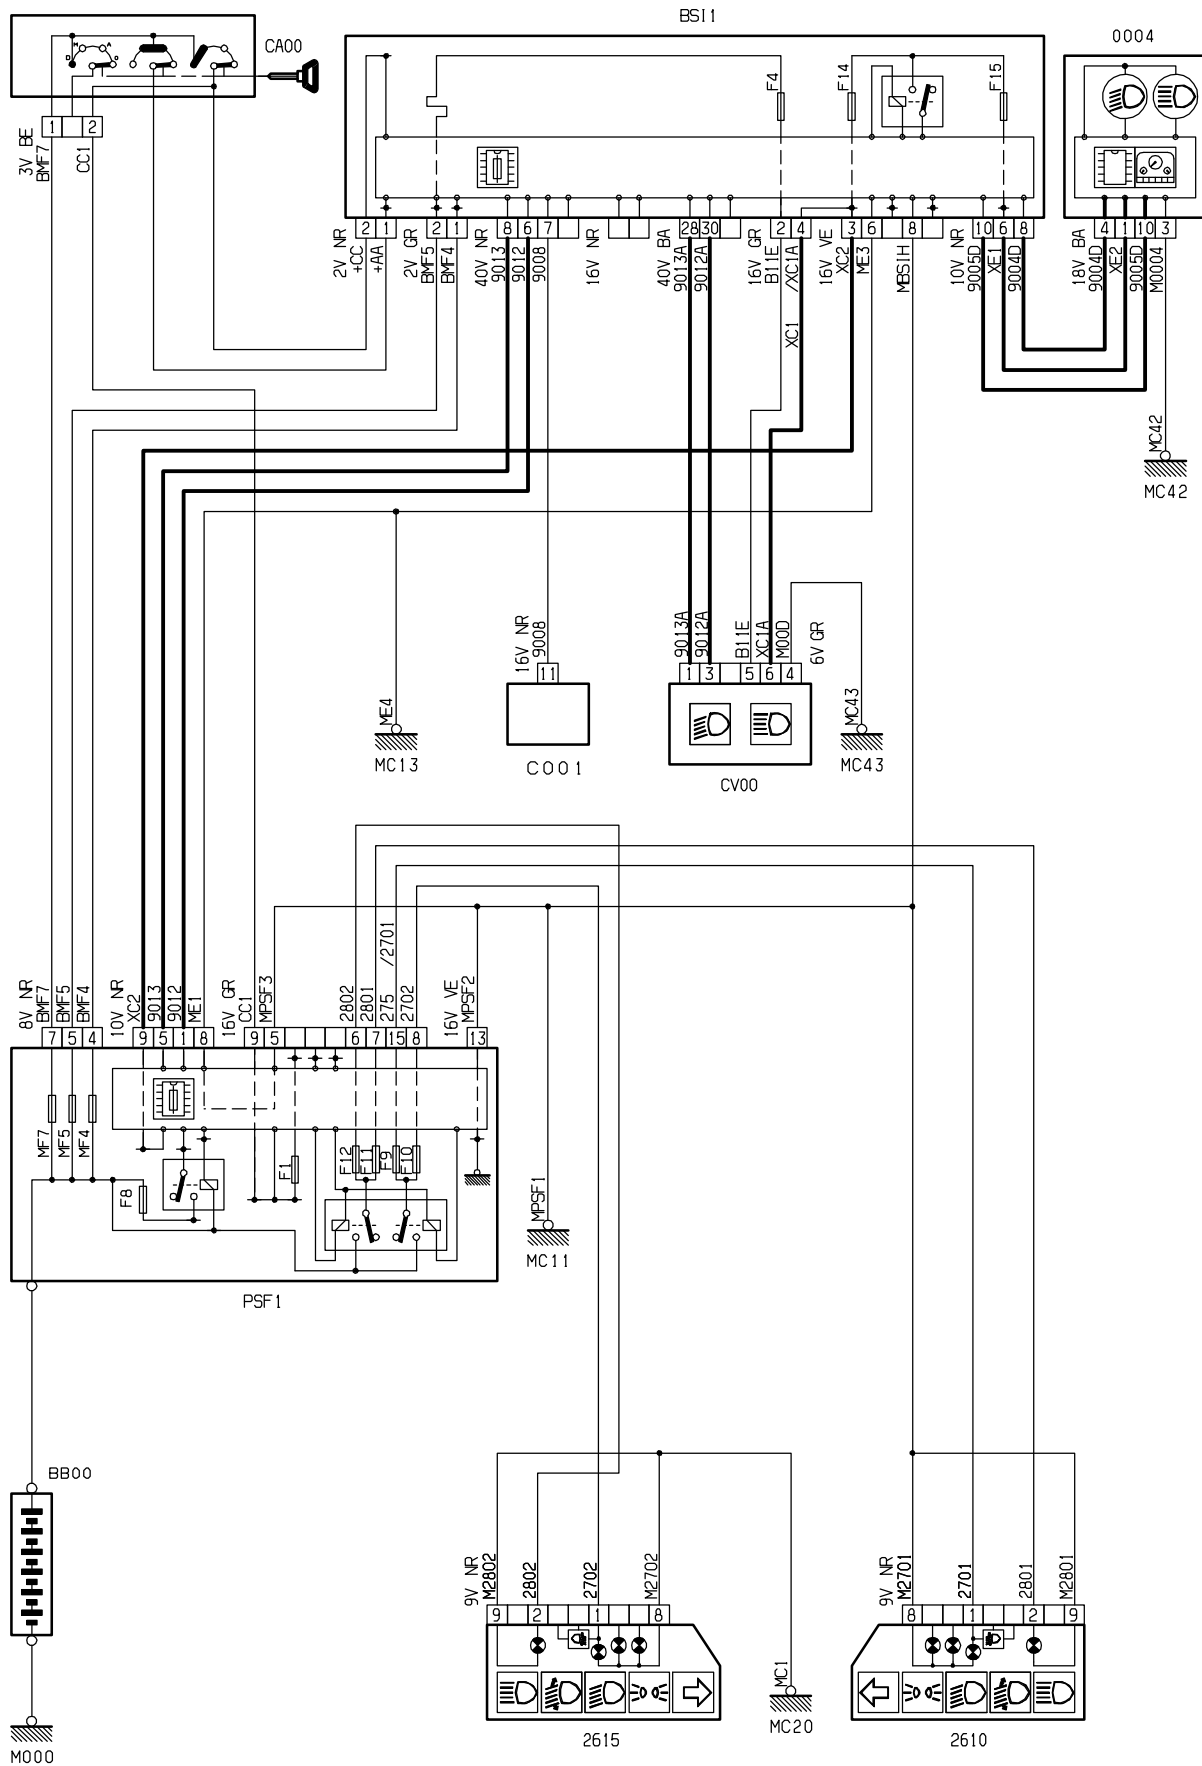 BSI1
0004
CA00
M
A
D
D
F4
F14
F15
1
2
3V BE
BMF7
CC1
2
1
2
1
8
6
7
28
30
2
4
3
6
8
10
6
8
4
1
10
3
2V NR
+CC
+AA
2V GR
BMF5
BMF4
40V NR
9013
9012
9008
16V NR
40V BA
9013A
9012A
16V GR
B11E
/XC1A
16V VE
XC2
ME3
MBSIH
10V NR
9005D
XE1
9004D
18V BA
9004D
XE2
9005D
M0004
XC1
MC42
MC42
16V NR
9008
11
C001
9013A
9012A
B11E
XC1A
M00D
6V GR
1
3
5
6
4
CV00
ME4
MC13
MC43
MC43
/2701
8V NR
BMF7
BMF5
BMF4
10V NR
XC2
9013
9012
ME1
16V GR
CC1
MPSF3
2802
2801
275
2702
16V VE
MPSF2
7
5
4
9
5
1
8
9
5
6
7
15
8
13
MF7
MF5
MF4
F8
F1
F12
F11
F9
F10
MPSF1
MC11
PSF1
BB00
M000
9V NR
M2802
2802
2702
M2702
9
2
1
8
2615
MC1
MC20
9V NR
M2701
2701
2801
M2801
8
1
2
9
2610